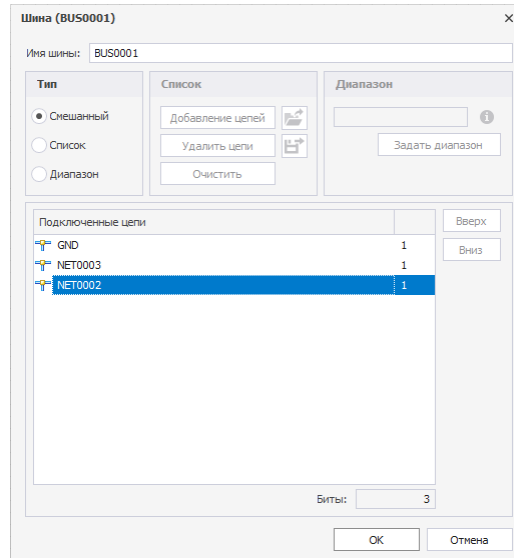 Шина (BUS0001)
Имя шины: BUS0001
Тип
Смешанный
Список
Диапазон
Список
Добавление цепей
Удалить цепи
Очистить
Диапазон
Задать диапазон
Подключенные цепи
GND 1
NET0003 1
NET0002 1
Вверх
Вниз
Биты: 3
OK
Отмена